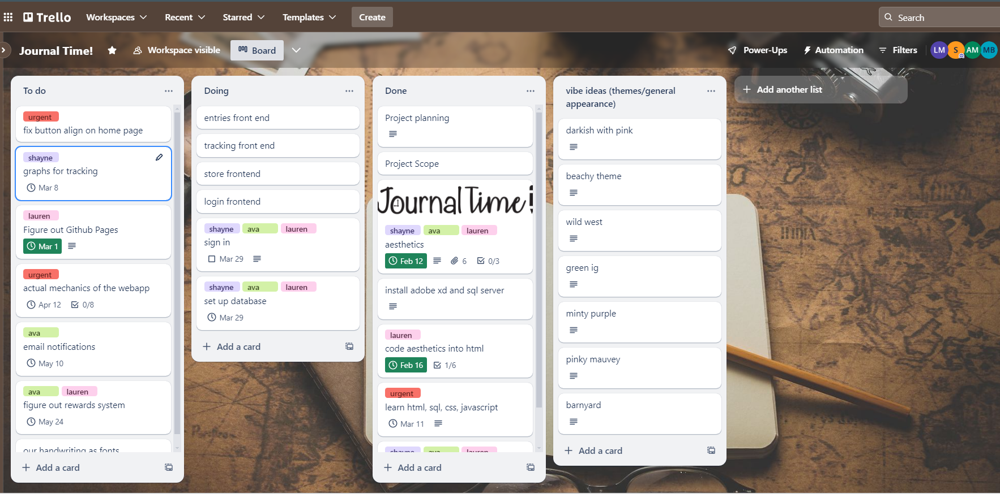 Trello
Workspaces
Recent
Starred
Templates
Create
Search
Journal Time!
Workspace visible
Board
Power-Ups
Automation
Filters
LM
S
AM
MB
To do
urgent
fix button align on home page
shayne
graphs for tracking
Mar 8
lauren
Figure out Github Pages
Mar 1
urgent
actual mechanics of the webapp
Apr 12 0/8
ava
email notifications
May 10
ava lauren
figure out rewards system
May 24
our handwriting as fonts
Add a card
Doing
entries front end
tracking front end
store frontend
login frontend
shayne ava lauren
sign in
Mar 29
shayne ava lauren
set up database
Mar 29
Add a card
Done
Project planning
Project Scope
Journal Time!
shayne ava lauren
aesthetics
Feb 12 6 0/3
install adobe xd and sql server
lauren
code aesthetics into html
Feb 16 1/6
urgent
learn html, sql, css, javascript
Mar 11
shayne ava lauren
Add a card
vibe ideas (themes/general
appearance)
darkish with pink
beachy theme
wild west
green ig
minty purple
pinky mauvey
barnyard
Add a card
Add another list
INDIA